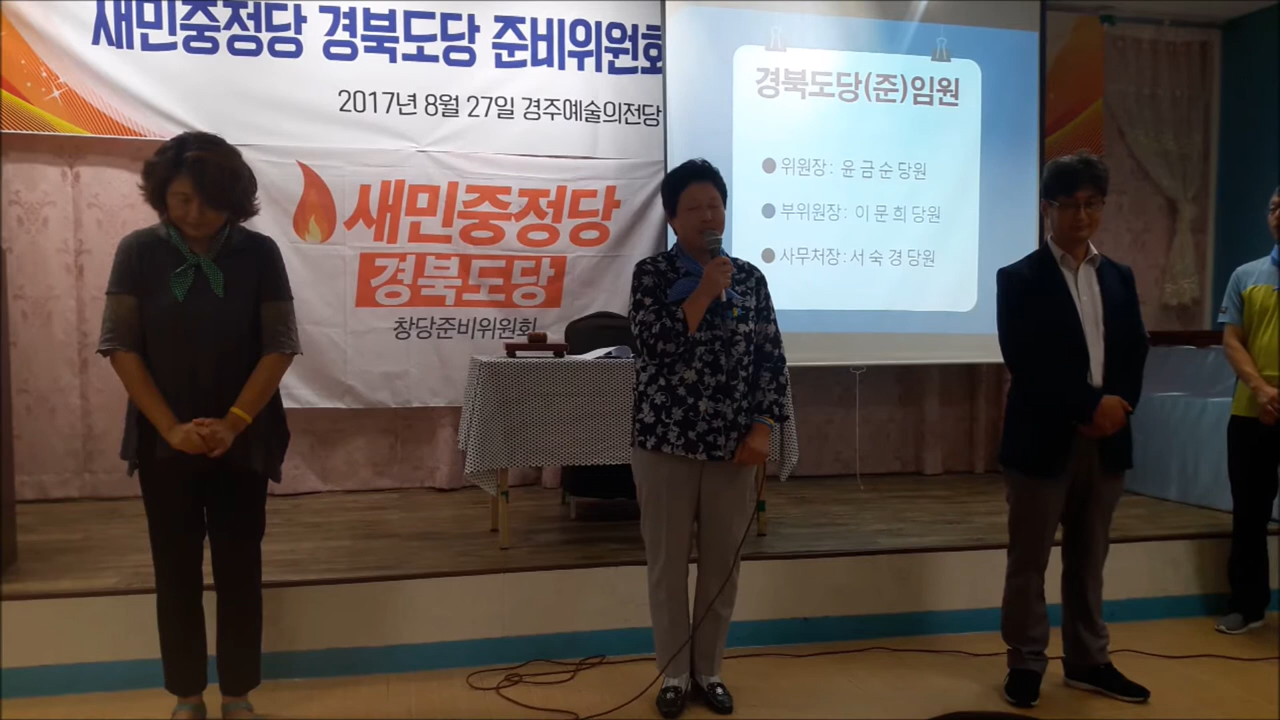 새민중정당 경북도당 준비위원회
2017년 8월 27일 경주예술의전당
새민중정당
경북도당
창당준비위원회
경북도당(준)임원
위원장: 윤금순당원
부위원장: 이문희당원
사무처장: 서숙경당원